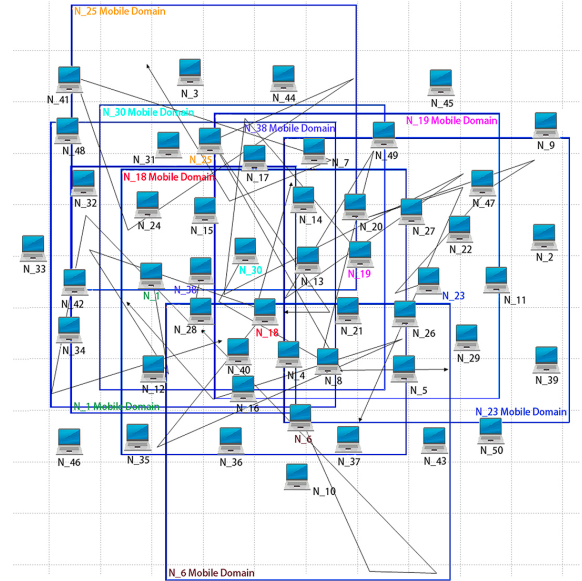 N_25 Mobile Domain
N_3
N_44
N_41
N_45
N_30 Mobile Domain
N_19 Mobile Domain
N_38 Mobile Domain
N_48
N_9
N_31
N_25
N_7
N_49
N_17
N_18 Mobile Domain
N_32
N_47
N_24
N_14
N_15
N_20
N_27
N_22
N_33
N_2
N_30
N_19
N_13
N_1
N_38
N_23
N_11
N_42
N_28
N_18
N_21
N_26
N_34
N_29
N_40
N_4
N_8
N_39
N_12
N_5
N_16
N_1 Mobile Domain
N_23 Mobile Domain
N_6
N_50
N_46
N_35
N_36
N_37
N_43
N_10
N_6 Mobile Domain